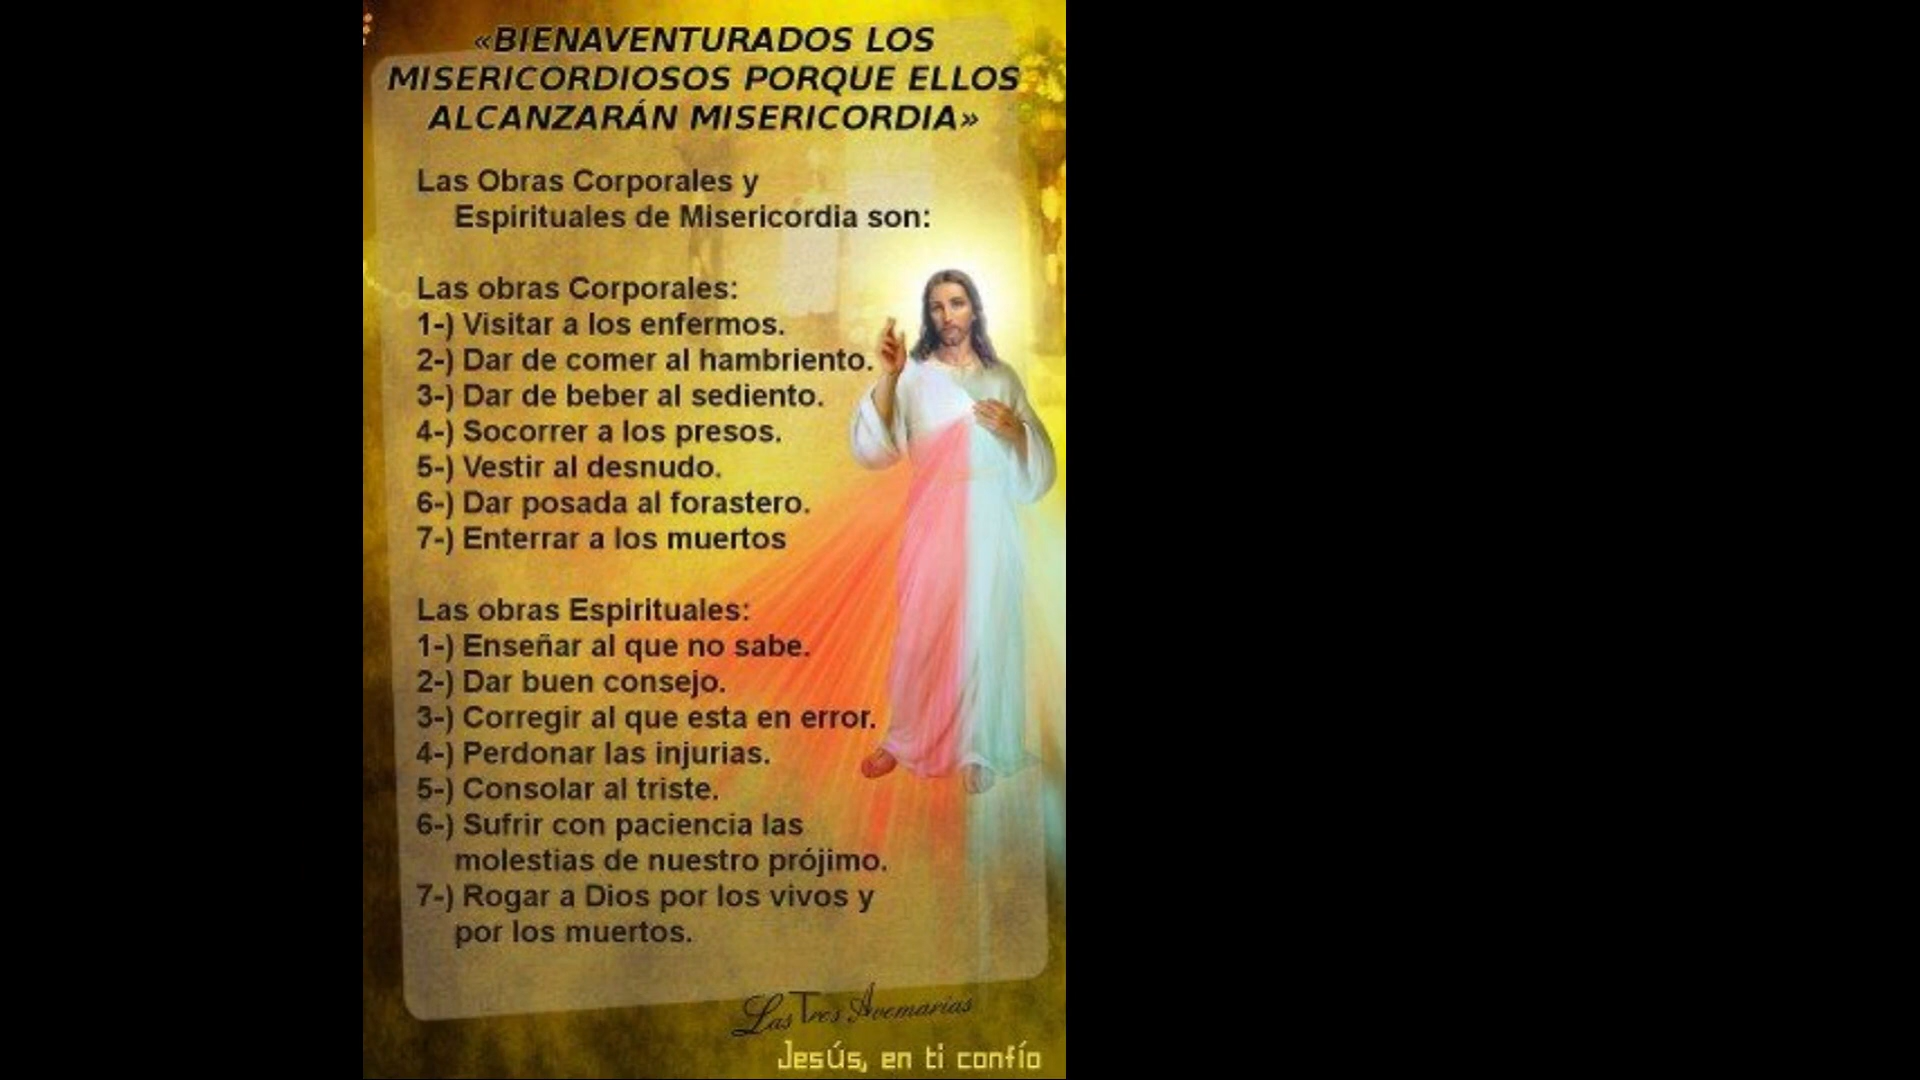 «BIENAVENTURADOS LOS
MISERICORDIOSOS PORQUE ELLOS
ALCANZARÁN MISERICORDIA»
Las Obras Corporales y
Espirituales de Misericordia son:
Las obras Corporales:
1-) Visitar a los enfermos.
2-) Dar de comer al hambriento.
3-) Dar de beber al sediento.
4-) Socorrer a los presos.
5-) Vestir al desnudo.
6-) Dar posada al forastero.
7-) Enterrar a los muertos
Las obras Espirituales:
1-) Enseñar al que no sabe.
2-) Dar buen consejo.
3-) Corregir al que esta en error.
4-) Perdonar las injurias.
5-) Consolar al triste.
6-) Sufrir con paciencia las
molestias de nuestro prójimo.
7-) Rogar a Dios por los vivos y
por los muertos.
Las Tres Avemarías
Jesús, en ti confío